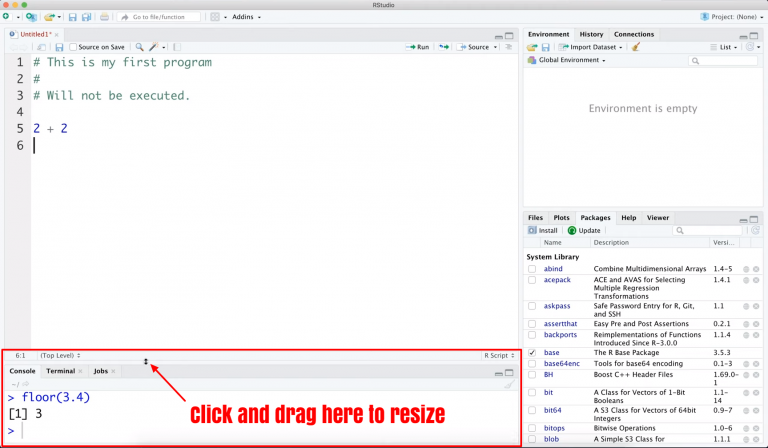 RStudio
Go to file/function
Addins
Project: (None)
Untitled1*
Source on Save
Run
Source
1 # This is my first program
2 #
3 # Will not be executed.
4
5 2 + 2
6
6:1 (Top Level)
R Script
Console Terminal Jobs
~/
> floor(3.4)
[1] 3
>
click and drag here to resize
Environment History Connections
Import Dataset
List
Global Environment
Environment is empty
Files Plots Packages Help Viewer
Install Update
Name Description Versi...
System Library
abind Combine Multidimensional Arrays 1.4-5
acepack ACE and AVAS for Selecting 1.4.1
Multiple Regression
Transformations
askpass Safe Password Entry for R, Git, 1.1
and SSH
assertthat Easy Pre and Post Assertions 0.2.1
backports Reimplementations of Functions 1.1.4
Introduced Since R-3.0.0
base The R Base Package 3.5.3
base64enc Tools for base64 encoding 0.1-3
BH Boost C++ Header Files 1.69.0-
1
bit A Class for Vectors of 1-Bit 1.1-
Booleans 14
bit64 A S3 Class for Vectors of 64bit 0.9-7
Integers
bitops Bitwise Operations 1.0-6
blob A Simple S3 Class for 1.1.1